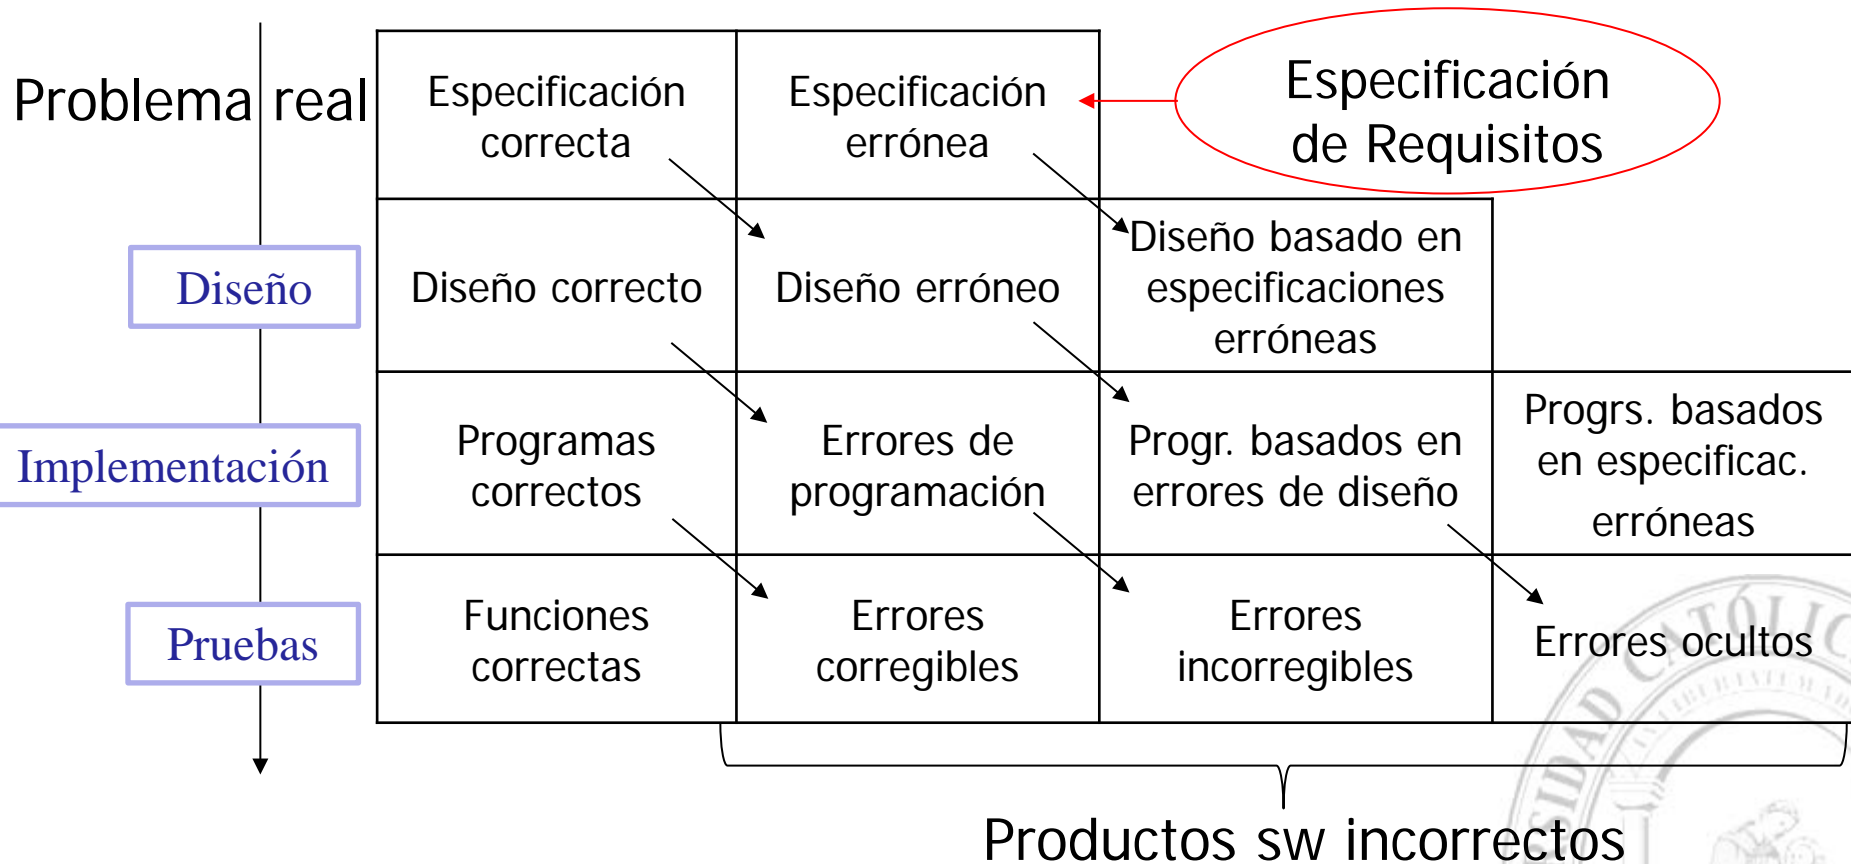 Problema real
Especificación
correcta
Especificación
errónea
Especificación
de Requisitos
Diseño
Diseño correcto
Diseño erróneo
Diseño basado en
especificaciones
erróneas
Implementación
Programas
correctos
Errores de
programación
Progr. basados en
errores de diseño
Progrs. basados
en especificac.
erróneas
Pruebas
Funciones
correctas
Errores
corregibles
Errores
incorregibles
Errores ocultos
Productos sw incorrectos